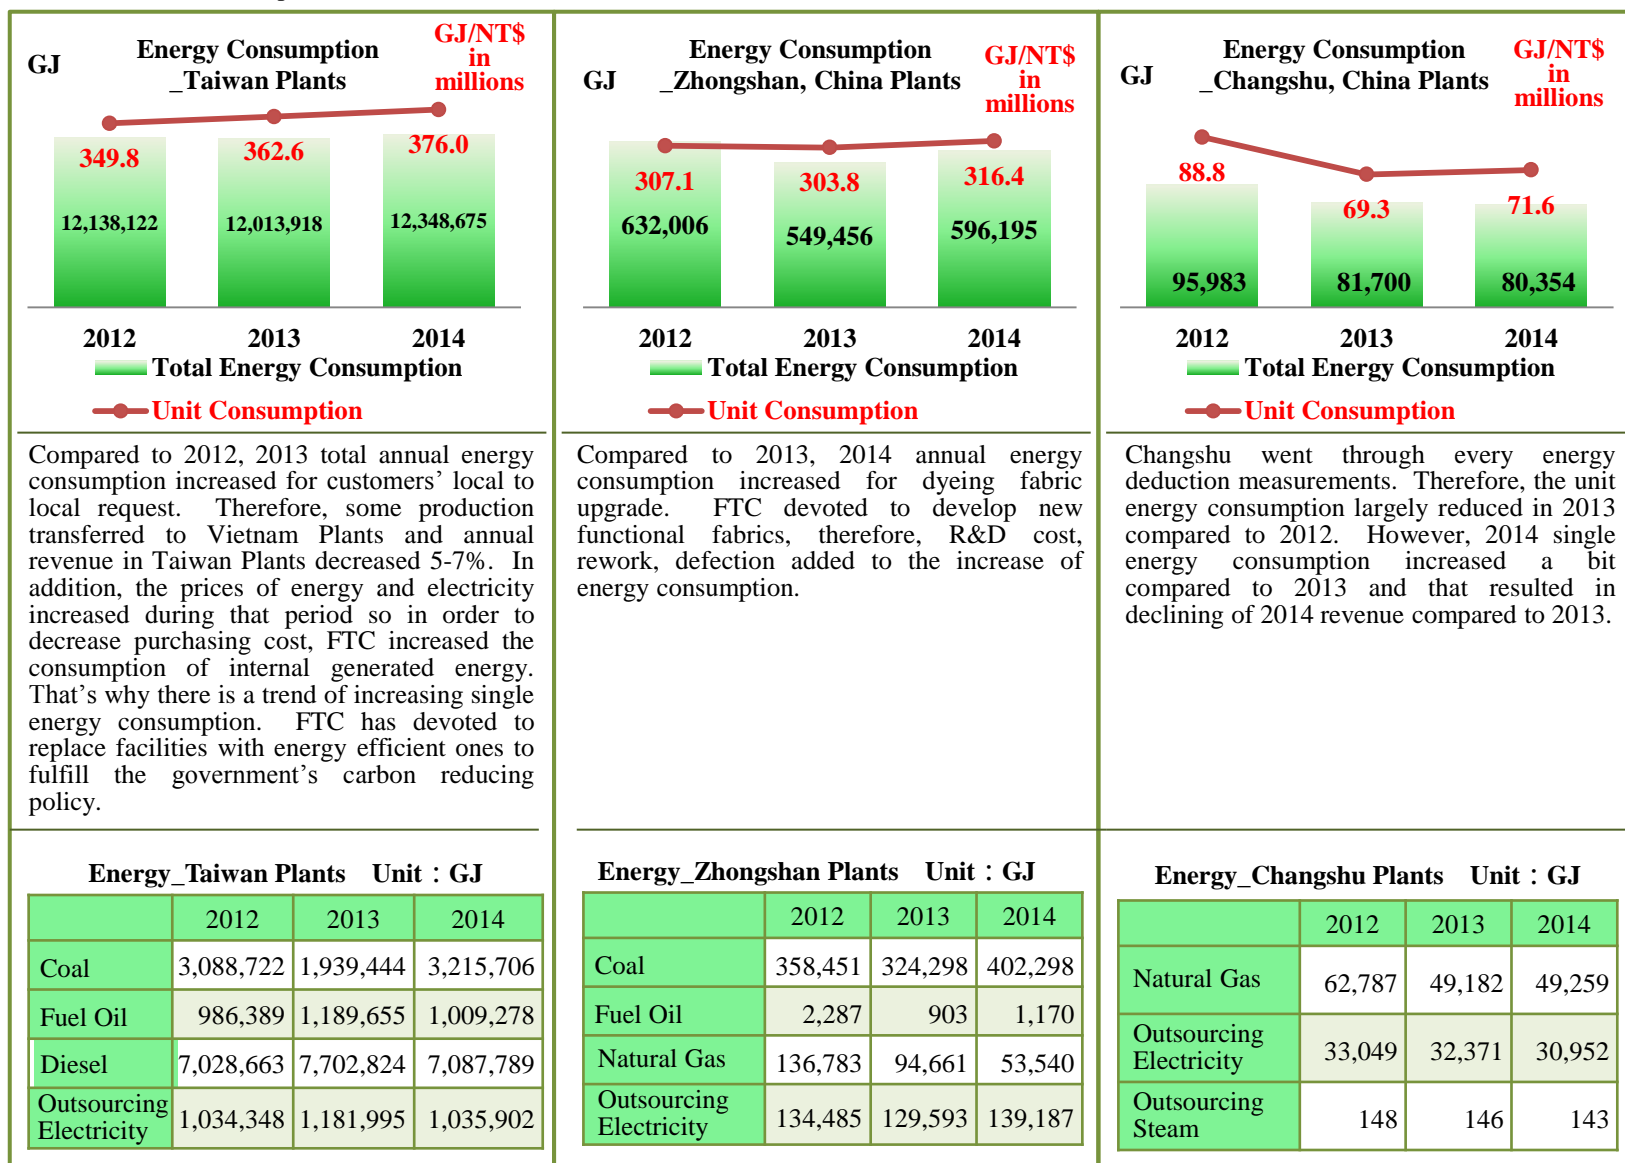 GJ
Energy Consumption
_Taiwan Plants
GJ/NT$
in
millions
349.8
362.6
376.0
12,138,122
12,013,918
12,348,675
2012
2013
2014
Total Energy Consumption
Unit Consumption
Compared to 2012, 2013 total annual energy
consumption increased for customers’ local to
local request. Therefore, some production
transferred to Vietnam Plants and annual
revenue in Taiwan Plants decreased 5-7%. In
addition, the prices of energy and electricity
increased during that period so in order to
decrease purchasing cost, FTC increased the
consumption of internal generated energy.
That’s why there is a trend of increasing single
energy consumption. FTC has devoted to
replace facilities with energy efficient ones to
fulfill the government’s carbon reducing
policy.
Energy_Taiwan Plants Unit：GJ
2012 2013 2014
Coal 3,088,722 1,939,444 3,215,706
Fuel Oil 986,389 1,189,655 1,009,278
Diesel 7,028,663 7,702,824 7,087,789
Outsourcing
Electricity 1,034,348 1,181,995 1,035,902
GJ
Energy Consumption
_Zhongshan, China Plants
GJ/NT$
in
millions
307.1
303.8
316.4
632,006
549,456
596,195
2012
2013
2014
Total Energy Consumption
Unit Consumption
Compared to 2013, 2014 annual energy
consumption increased for dyeing fabric
upgrade. FTC devoted to develop new
functional fabrics, therefore, R&D cost,
rework, defection added to the increase of
energy consumption.
Energy_Zhongshan Plants Unit：GJ
2012 2013 2014
Coal 358,451 324,298 402,298
Fuel Oil 2,287 903 1,170
Natural Gas 136,783 94,661 53,540
Outsourcing
Electricity 134,485 129,593 139,187
GJ
Energy Consumption
_Changshu, China Plants
GJ/NT$
in
millions
88.8
69.3
71.6
95,983
81,700
80,354
2012
2013
2014
Total Energy Consumption
Unit Consumption
Changshu went through every energy
deduction measurements. Therefore, the unit
energy consumption largely reduced in 2013
compared to 2012. However, 2014 single
energy consumption increased a bit
compared to 2013 and that resulted in
declining of 2014 revenue compared to 2013.
Energy_Changshu Plants Unit：GJ
2012 2013 2014
Natural Gas 62,787 49,182 49,259
Outsourcing
Electricity 33,049 32,371 30,952
Outsourcing
Steam 148 146 143